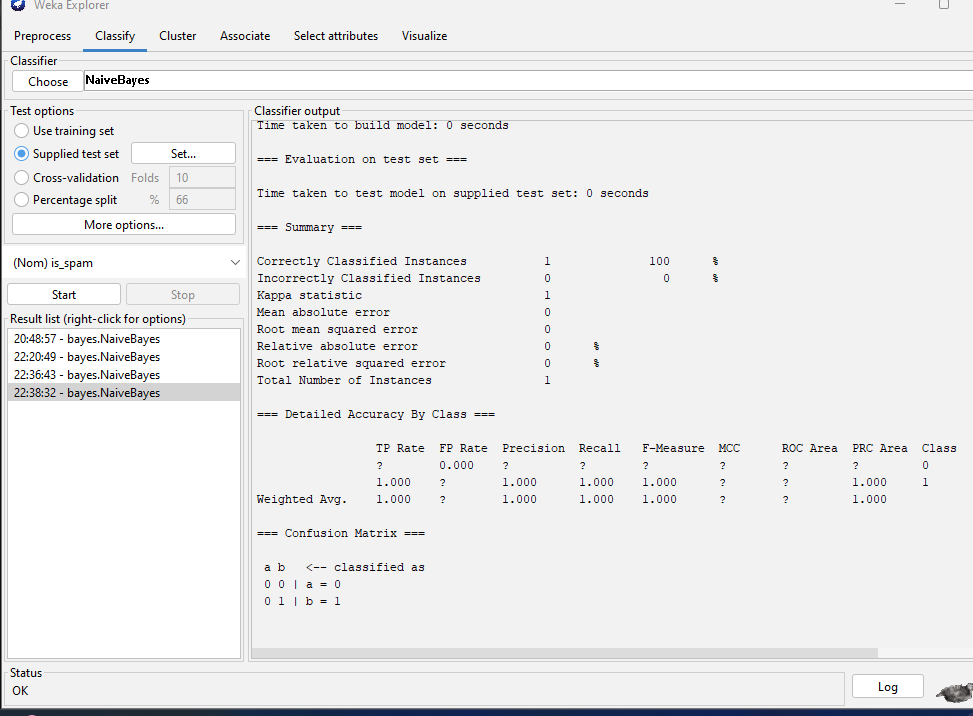 Weka Explorer
Preprocess Classify Cluster Associate Select attributes Visualize
Classifier
Choose NaiveBayes
Test options
Use training set
Supplied test set Set...
Cross-validation Folds 10
Percentage split % 66
More options...
(Nom) is_spam
Start Stop
Result list (right-click for options)
20:48:57 - bayes.NaiveBayes
22:20:49 - bayes.NaiveBayes
22:36:43 - bayes.NaiveBayes
22:38:32 - bayes.NaiveBayes
Classifier output
Time taken to build model: 0 seconds
=== Evaluation on test set ===
Time taken to test model on supplied test set: 0 seconds
=== Summary ===
Correctly Classified Instances 1 100 %
Incorrectly Classified Instances 0 0 %
Kappa statistic 1
Mean absolute error 0
Root mean squared error 0
Relative absolute error 0 %
Root relative squared error 0 %
Total Number of Instances 1
=== Detailed Accuracy By Class ===
TP Rate FP Rate Precision Recall F-Measure MCC ROC Area PRC Area Class
? 0.000 ? ? ? ? ? ? 0
1.000 ? 1.000 1.000 1.000 ? ? 1.000 1
Weighted Avg. 1.000 ? 1.000 1.000 1.000 ? ? 1.000
=== Confusion Matrix ===
a b <-- classified as
0 0 | a = 0
0 1 | b = 1
Status
OK
Log